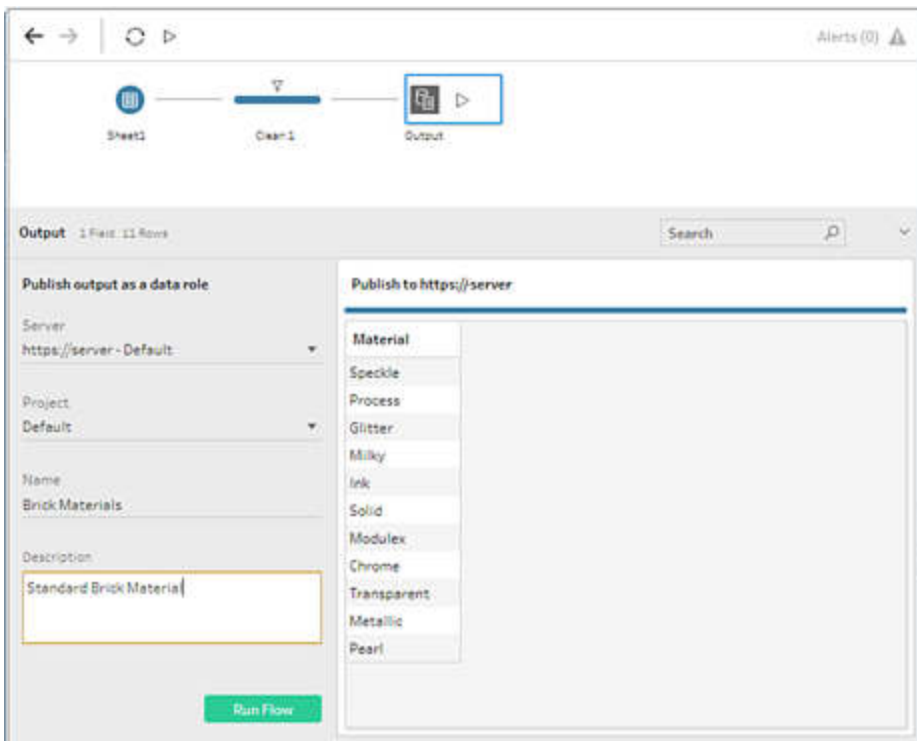 Alerts (0)
Sheet1
Clean 1
Output
Output 1 Field 11 Rows
Search
Publish output as a data role
Publish to https://server
Server
https://server - Default
Project
Default
Name
Brick Materials
Description
Standard Brick Material
Run Flow
Material
Speckle
Process
Glitter
Milky
Ink
Solid
Modulex
Chrome
Transparent
Metallic
Pearl